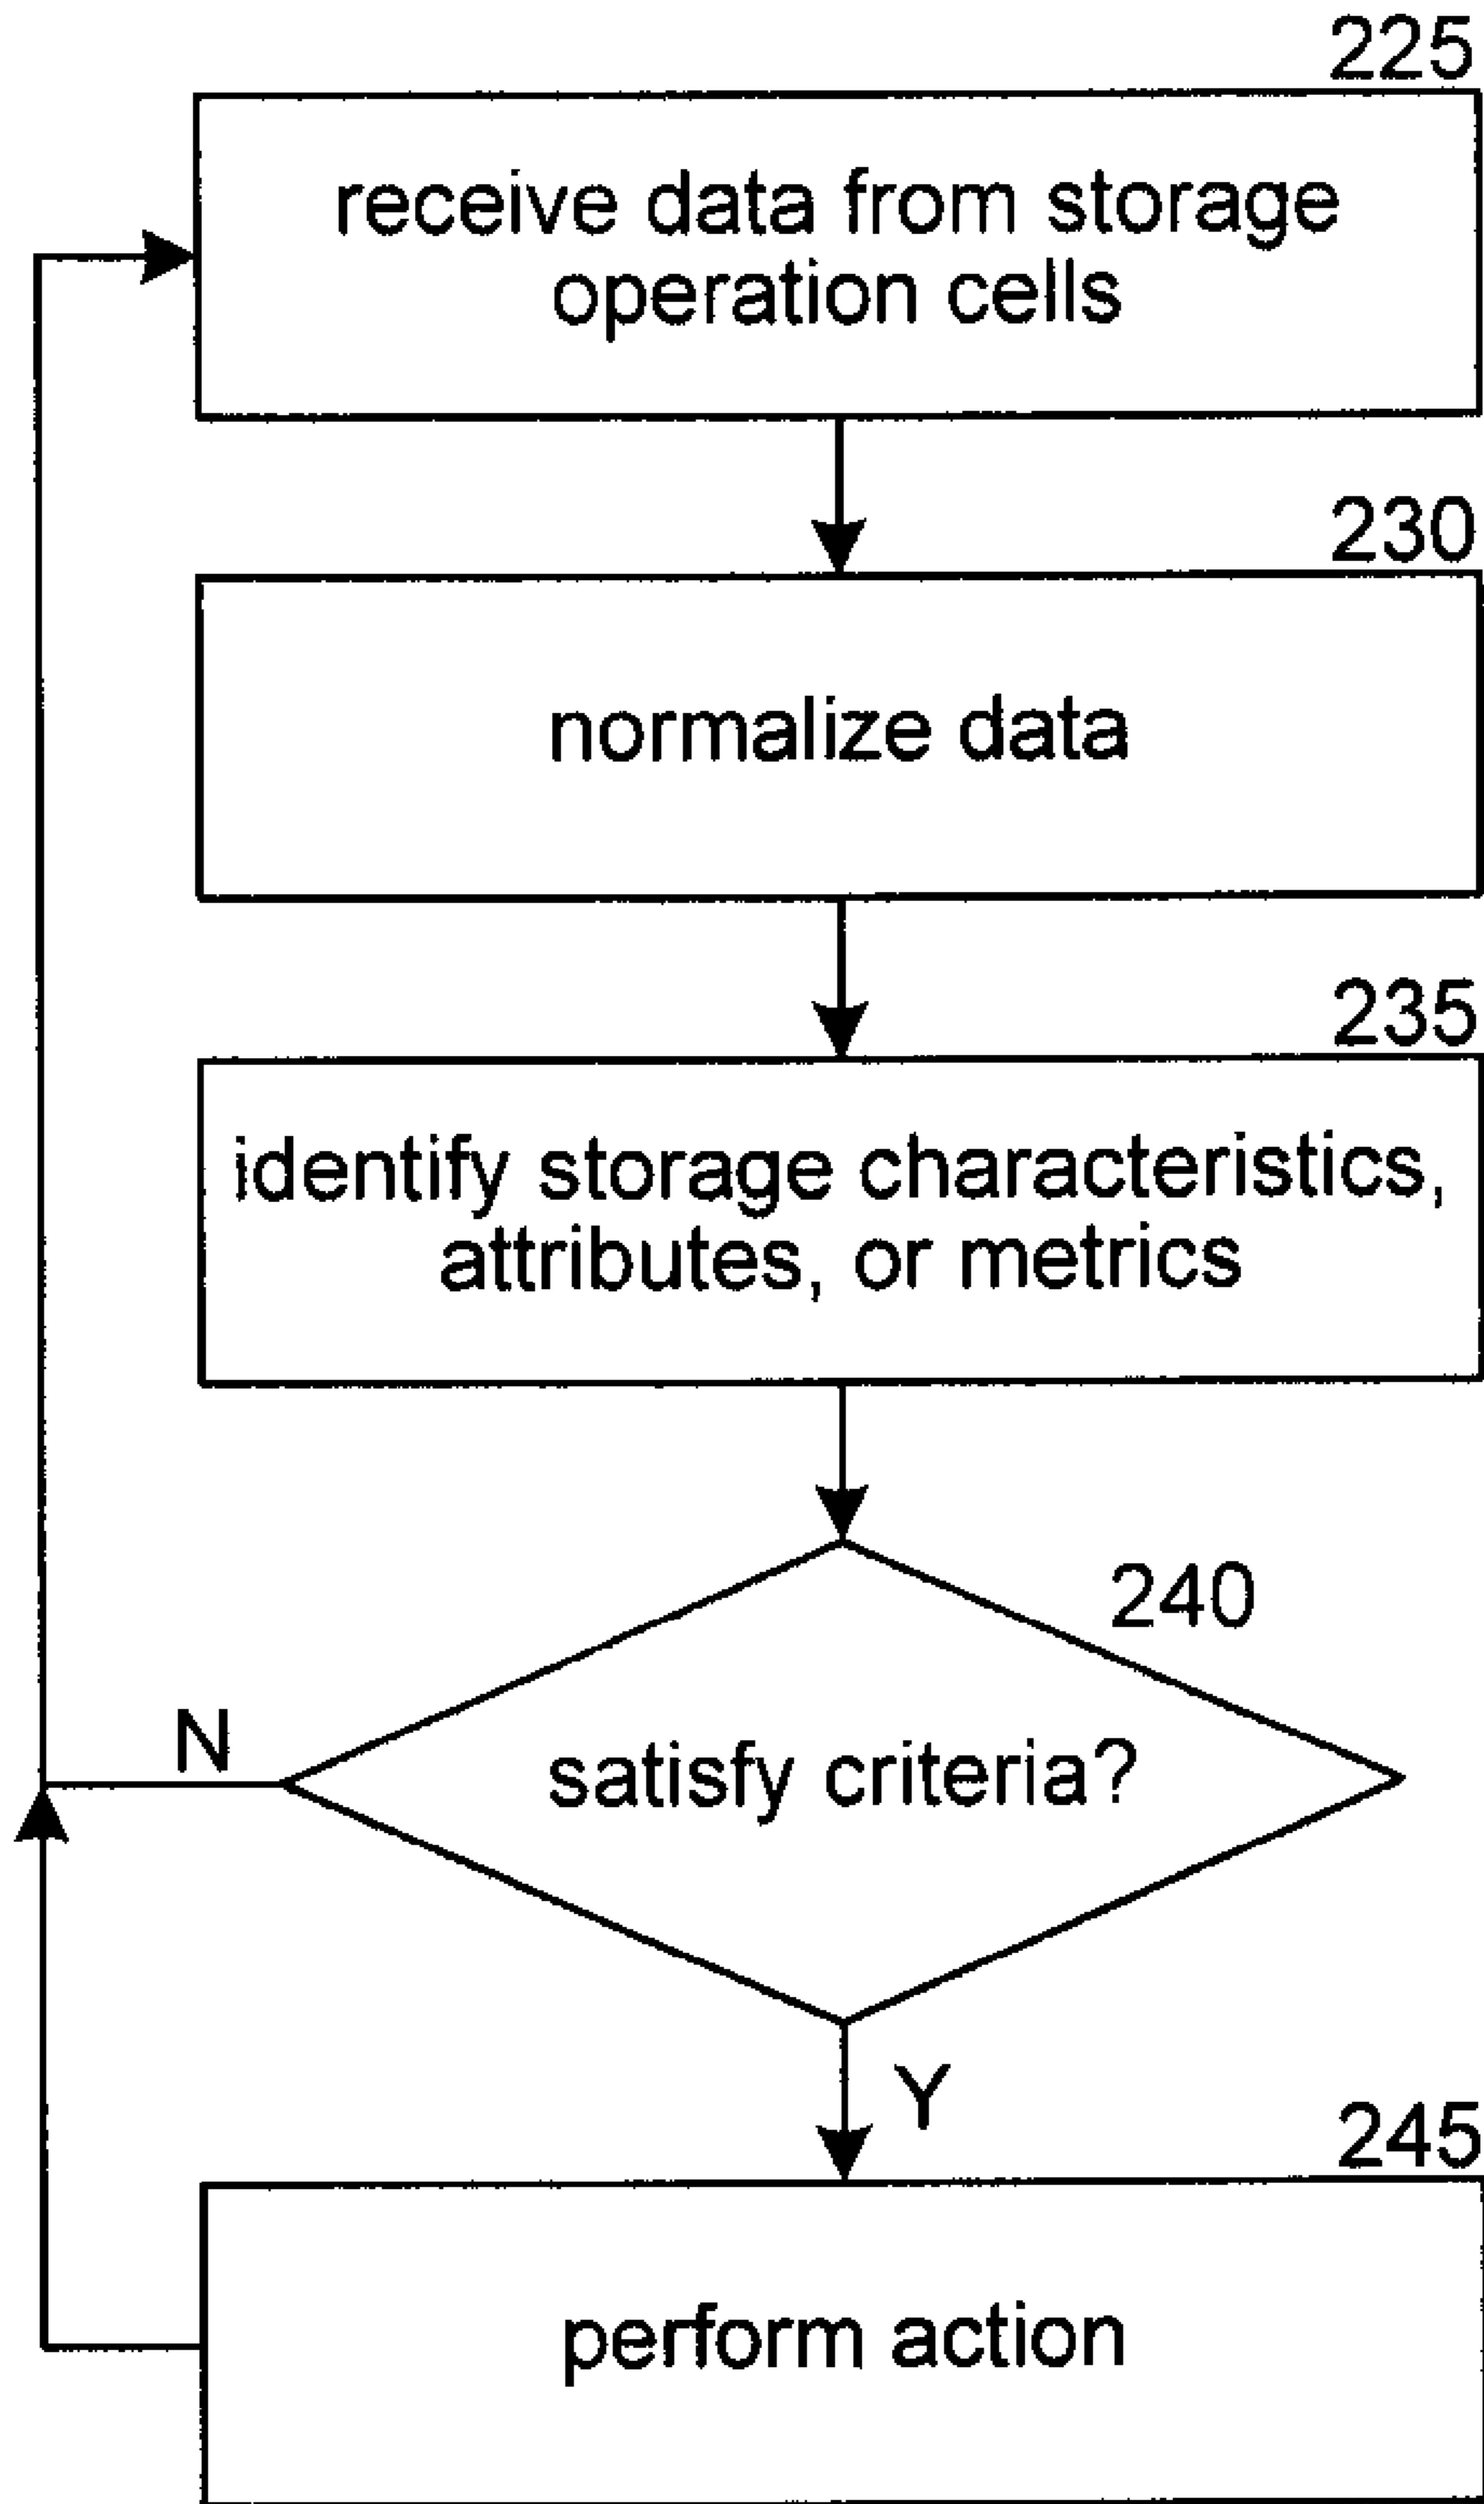 225
receive data from storage
operation cells
230
normalize data
235
identify storage characteristics,
attributes, or metrics
240
N
satisfy criteria?
Y
245
perform action